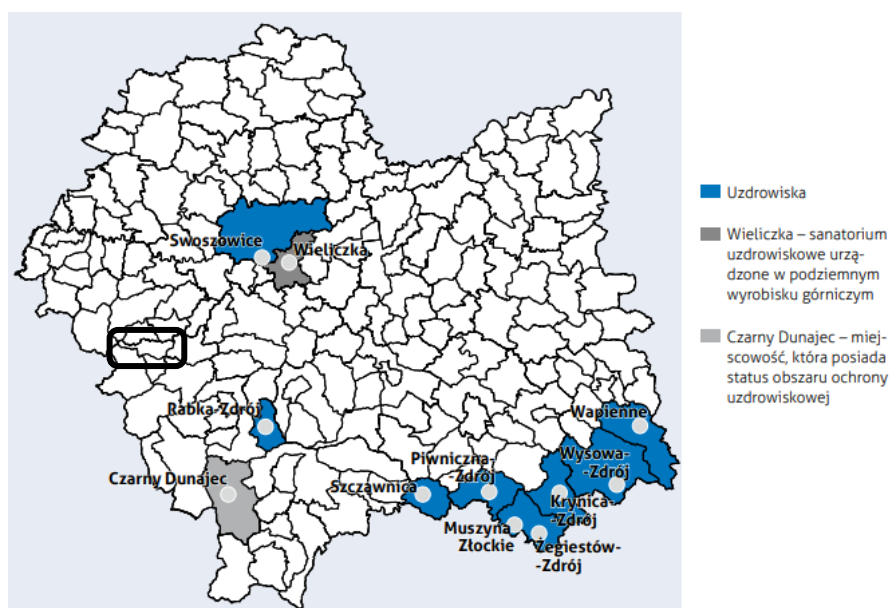 Swoszowice
Wieliczka
Rabka-Zdrój
Czarny Dunajec
Szczawnica
Piwniczna-
-Zdrój
Muszyna
Złockie
Żegiestów-
-Zdrój
Krynica-
-Zdrój
Wysowa-
-Zdrój
Wapienne
Uzdrowiska
Wieliczka – sanatorium
uzdrowiskowe urzą-
dzone w podziemnym
wyrobisku górniczym
Czarny Dunajec – miej-
scowość, która posiada
status obszaru ochrony
uzdrowiskowej